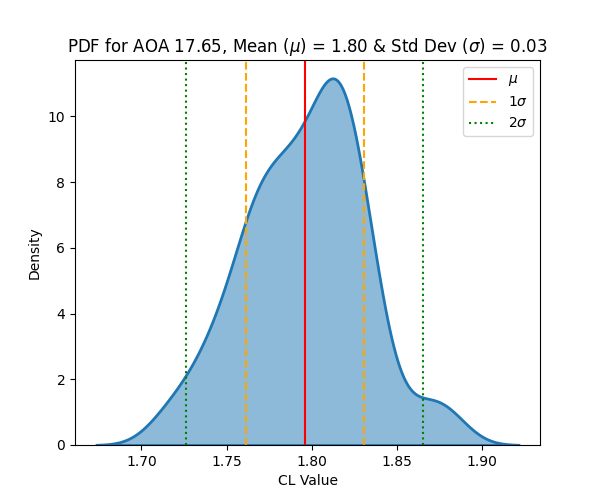 PDF for AOA 17.65, Mean (μ) = 1.80 & Std Dev (σ) = 0.03
μ
1σ
2σ
10
8
6
4
2
0
Density
1.70 1.75 1.80 1.85 1.90
CL Value